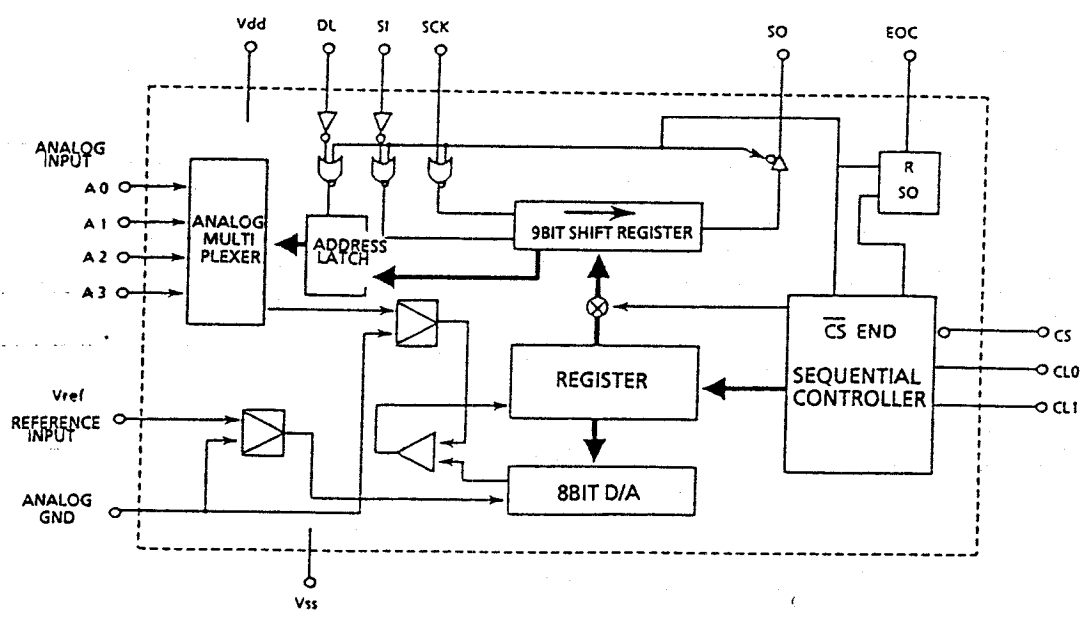 Vdd
DL
SI
SCK
SO
EOC
ANALOG
INPUT
A0
A1
A2
A3
ANALOG
MULTI
PLEXER
ADDRESS
LATCH
9BIT SHIFT REGISTER
R
SO
CS END
SEQUENTIAL
CONTROLLER
CS
CL0
CL1
REGISTER
8BIT D/A
Vref
REFERENCE
INPUT
ANALOG
GND
Vss